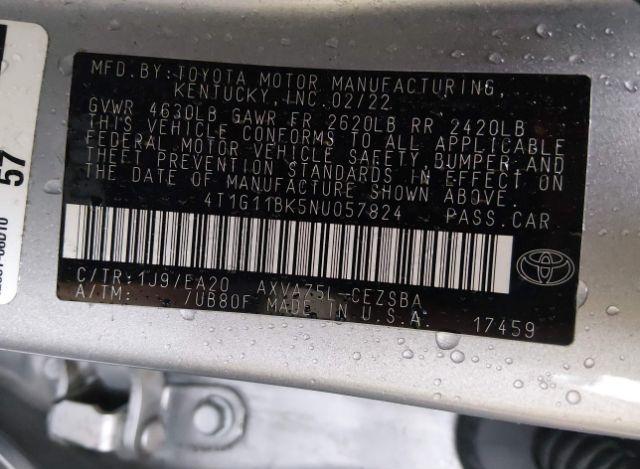 MFD.BY:TOYOTA MOTOR MANUFACTURING,
KENTUCKY,INC.02/22
GVWR 4630LB GAWR FR 2620LB RR 2420LB
THIS VEHICLE CONFORMS TO ALL APPLICABLE
FEDERAL MOTOR VEHICLE SAFETY, BUMPER, AND
THEFT PREVENTION STANDARDS IN EFFECT ON
THE DATE OF MANUFACTURE SHOWN ABOVE.
4T1G11BK5NU057824 PASS.CAR
C/TR:1J9/EA20 AXVA75L-CEZSBA
A/TM: /UB80F MADE IN U.S.A. 17459
57